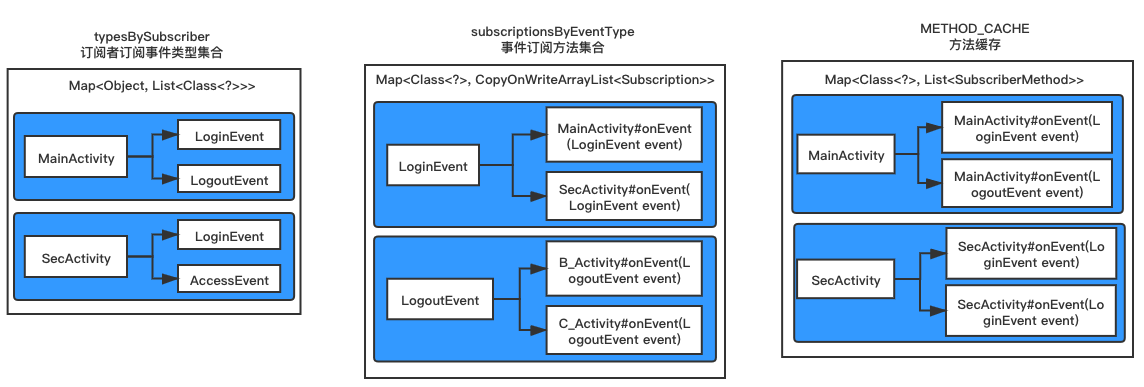 typesBySubscriber
订阅者订阅事件类型集合
Map<Object, List<Class<?>>>
MainActivity
LoginEvent
LogoutEvent
SecActivity
LoginEvent
AccessEvent
subscriptionsByEventType
事件订阅方法集合
Map<Class<?>, CopyOnWriteArrayList<Subscription>>
LoginEvent
MainActivity#onEvent
(LoginEvent event)
SecActivity#onEvent(
LoginEvent event)
LogoutEvent
B_Activity#onEvent(L
ogoutEvent event)
C_Activity#onEvent(L
ogoutEvent event)
METHOD_CACHE
方法缓存
Map<Class<?>, List<SubscriberMethod>>
MainActivity
MainActivity#onEvent(L
oginEvent event)
MainActivity#onEvent(L
ogoutEvent event)
SecActivity
SecActivity#onEvent(Lo
ginEvent event)
SecActivity#onEvent(Lo
ginEvent event)